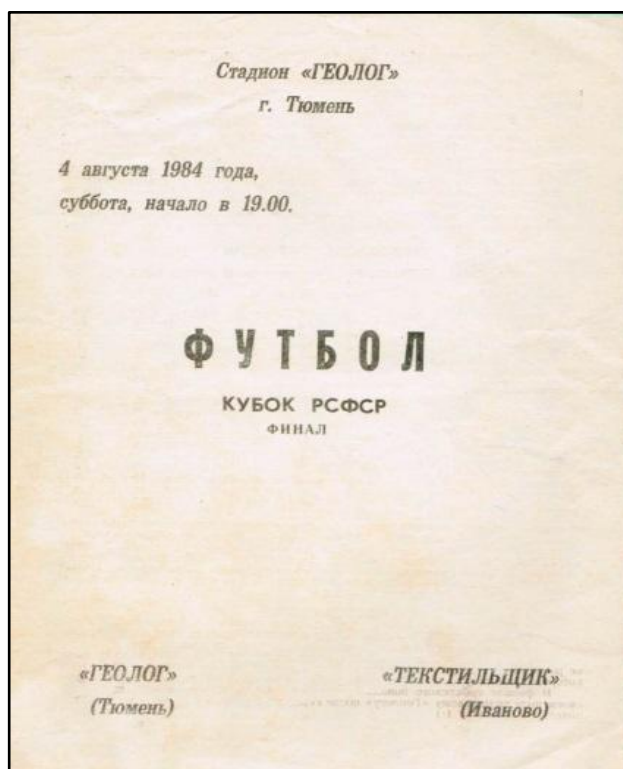 Стадион «ГЕОЛОГ»
г. Тюмень
4 августа 1984 года,
суббота, начало в 19.00.
ФУТБОЛ
КУБОК РСФСР
ФИНАЛ
«ГЕОЛОГ»
(Тюмень)
«ТЕКСТИЛЬЩИК»
(Иваново)